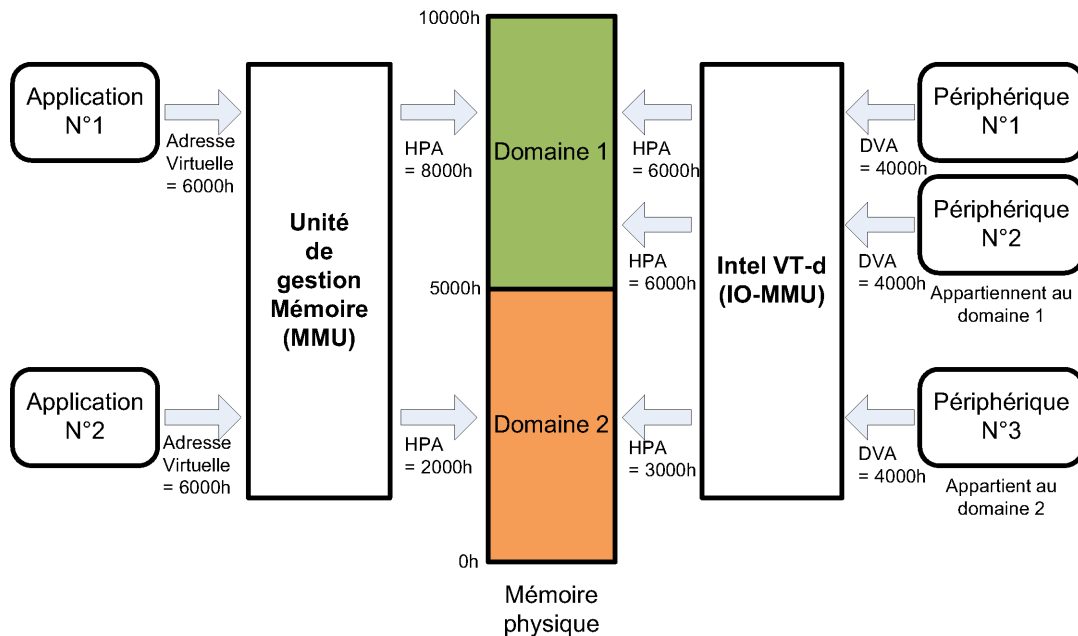 10000h
Application
N°1
Adresse
Virtuelle
= 6000h
HPA
= 8000h
Domaine 1
HPA
= 6000h
DVA
= 4000h
Périphérique
N°1
HPA
= 6000h
DVA
= 4000h
Périphérique
N°2
Appartiennent au
domaine 1
Unité
de
gestion
Mémoire
(MMU)
Intel VT-d
(IO-MMU)
5000h
Application
N°2
Adresse
Virtuelle
= 6000h
HPA
= 2000h
Domaine 2
HPA
= 3000h
DVA
= 4000h
Périphérique
N°3
Appartient au
domaine 2
0h
Mémoire
physique